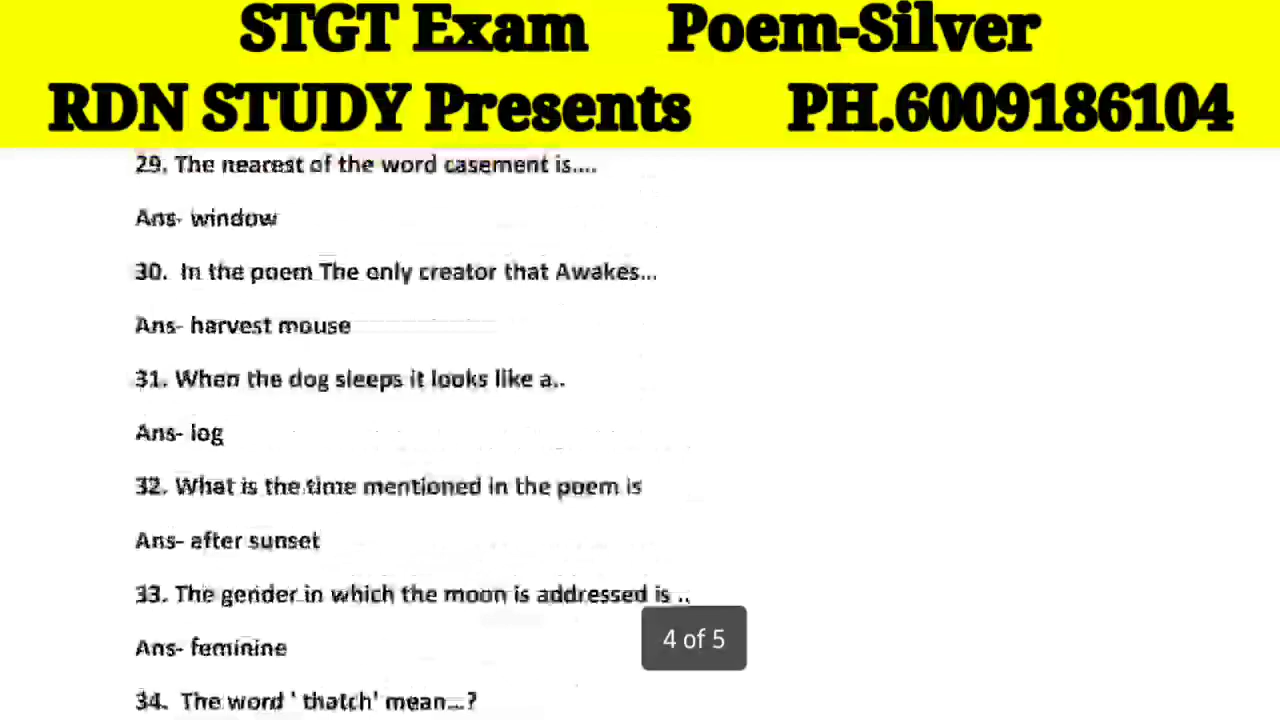 STGT Exam Poem-Silver
RDN STUDY Presents PH.6009186104
29. The nearest of the word casement is....
Ans- window
30. In the poem The only creator that Awakes...
Ans- harvest mouse
31. When the dog sleeps it looks like a..
Ans- log
32. What is the time mentioned in the poem is
Ans- after sunset
33. The gender in which the moon is addressed is ..
Ans- feminine
4 of 5
34. The word ' thatch' mean...?